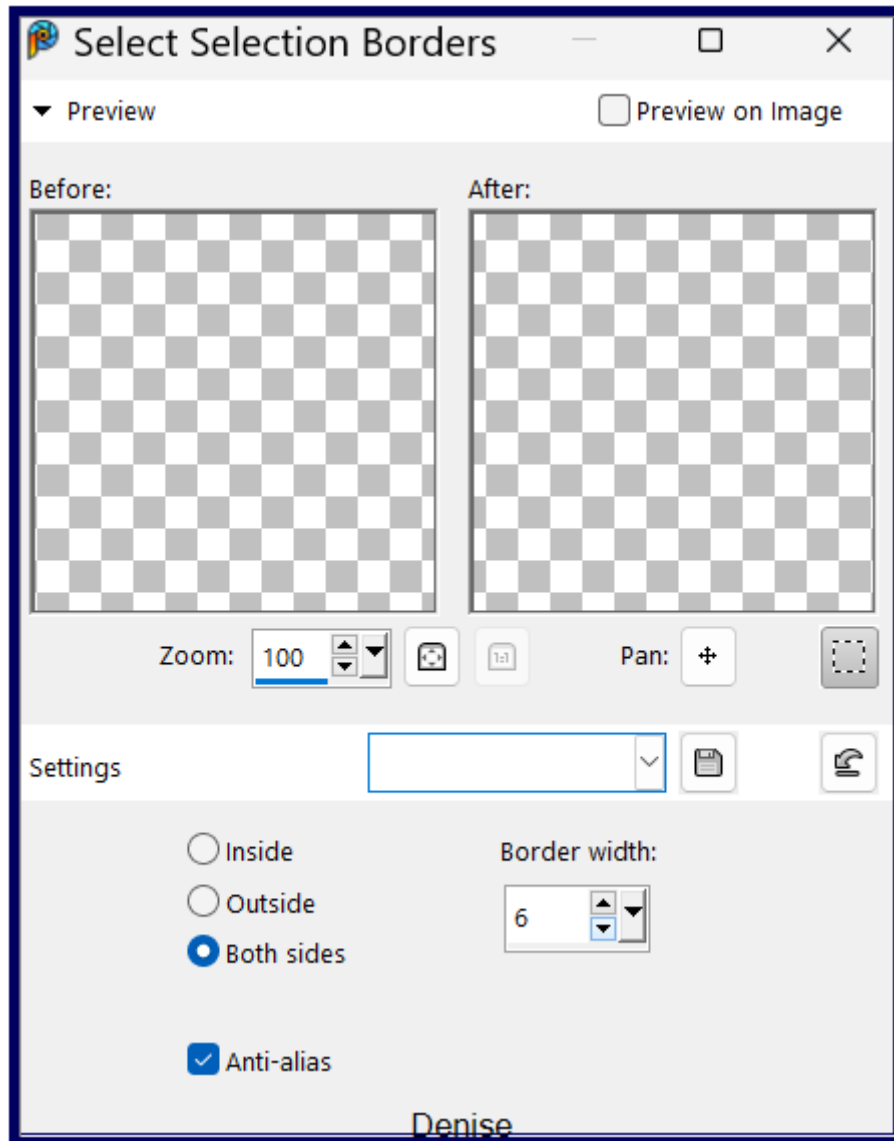 Select Selection Borders
Preview
Preview on Image
Before:
After:
Zoom: 100
1:1
Pan:
Settings
Inside
Border width:
Outside
6
Both sides
Anti-alias
Denise